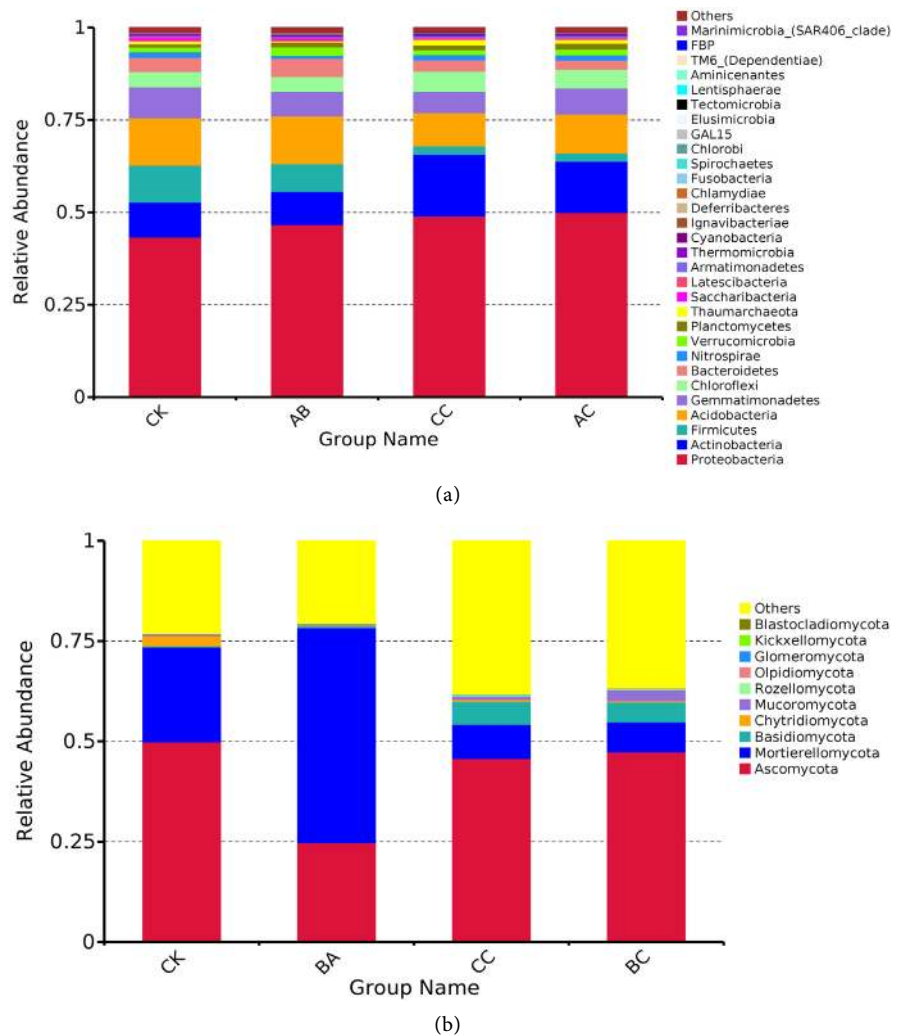 1
0.75
0.5
0.25
0
Relative Abundance
CK
AB
CC
AC
Group Name
Others
Marinimicrobia_(SAR406_clade)
FBP
TM6_(Dependentiae)
Aminicenantes
Lentisphaerae
Tectomicrobia
Elusimicrobia
GAL15
Chlorobi
Spirochaetes
Fusobacteria
Chlamydiae
Deferribacteres
Ignavibacteriae
Cyanobacteria
Thermomicrobia
Armatimonadetes
Latescibacteria
Saccharibacteria
Thaumarchaeota
Planctomycetes
Verrucomicrobia
Nitrospirae
Bacteroidetes
Chloroflexi
Gemmatimonadetes
Acidobacteria
Firmicutes
Actinobacteria
Proteobacteria
(a)
1
0.75
0.5
0.25
0
Relative Abundance
CK
BA
CC
BC
Group Name
Others
Blastocladiomycota
Kickxellomycota
Glomeromycota
Olpidiomycota
Rozellomycota
Mucoromycota
Chytridiomycota
Basidiomycota
Mortierellomycota
Ascomycota
(b)